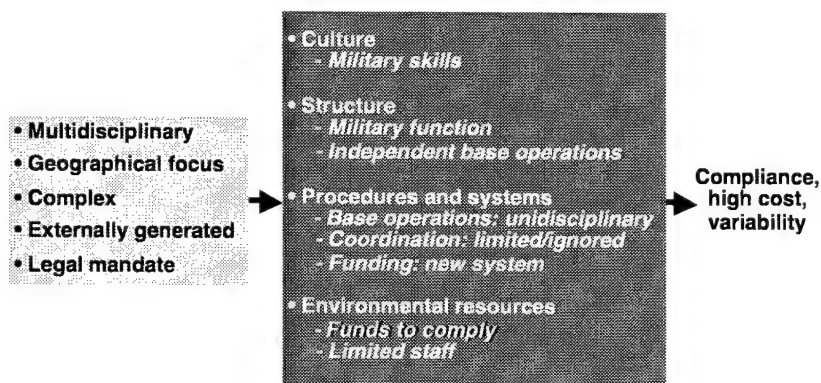 • Multidisciplinary
• Geographical focus
• Complex
• Externally generated
• Legal mandate
• Culture
- Military skills
• Structure
- Military function
- Independent base operations
• Procedures and systems
- Base operations: unidisciplinary
- Coordination: limited/ignored
- Funding: new system
• Environmental resources
- Funds to comply
- Limited staff
Compliance,
high cost,
variability